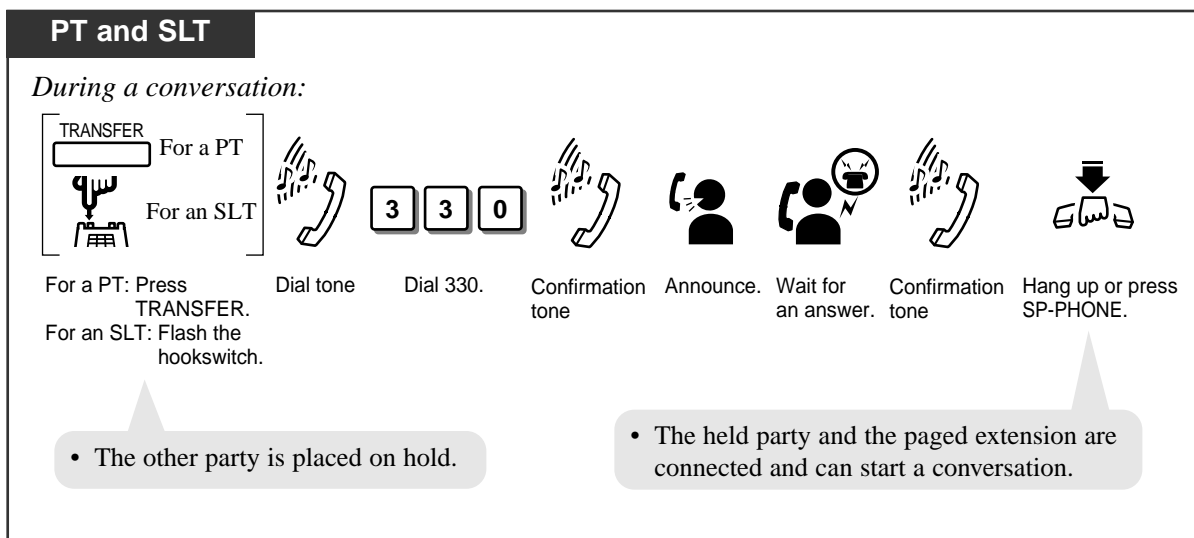 PT and SLT
During a conversation:
TRANSFER
For a PT
For an SLT
3 3 0
For a PT: Press
TRANSFER.
For an SLT: Flash the
hookswitch.
Dial tone
Dial 330.
Confirmation
tone
Announce.
Wait for
an answer.
Confirmation
tone
Hang up or press
SP-PHONE.
• The other party is placed on hold.
• The held party and the paged extension are
connected and can start a conversation.